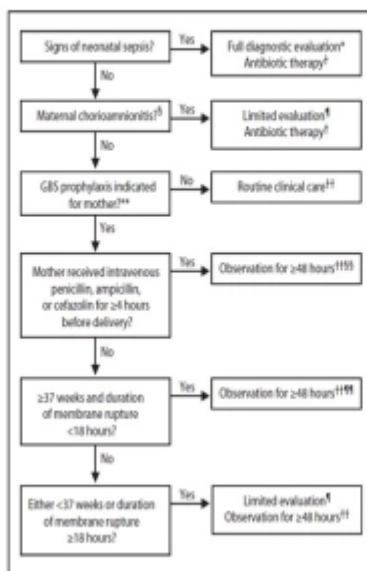 Signs of neonatal sepsis?
Yes
Full diagnostic evaluation*
Antibiotic therapy†
No
Maternal chorioamnionitis?§
Yes
Limited evaluation¶
Antibiotic therapy†
No
GBS prophylaxis indicated
for mother?**
No
Routine clinical care††
Yes
Mother received intravenous
penicillin, ampicillin,
or cefazolin for ≥4 hours
before delivery?
Yes
Observation for ≥48 hours††§§
No
≥37 weeks and duration
of membrane rupture
<18 hours?
Yes
Observation for ≥48 hours††¶¶
No
Either <37 weeks or duration
of membrane rupture
≥18 hours?
Yes
Limited evaluation¶
Observation for ≥48 hours††